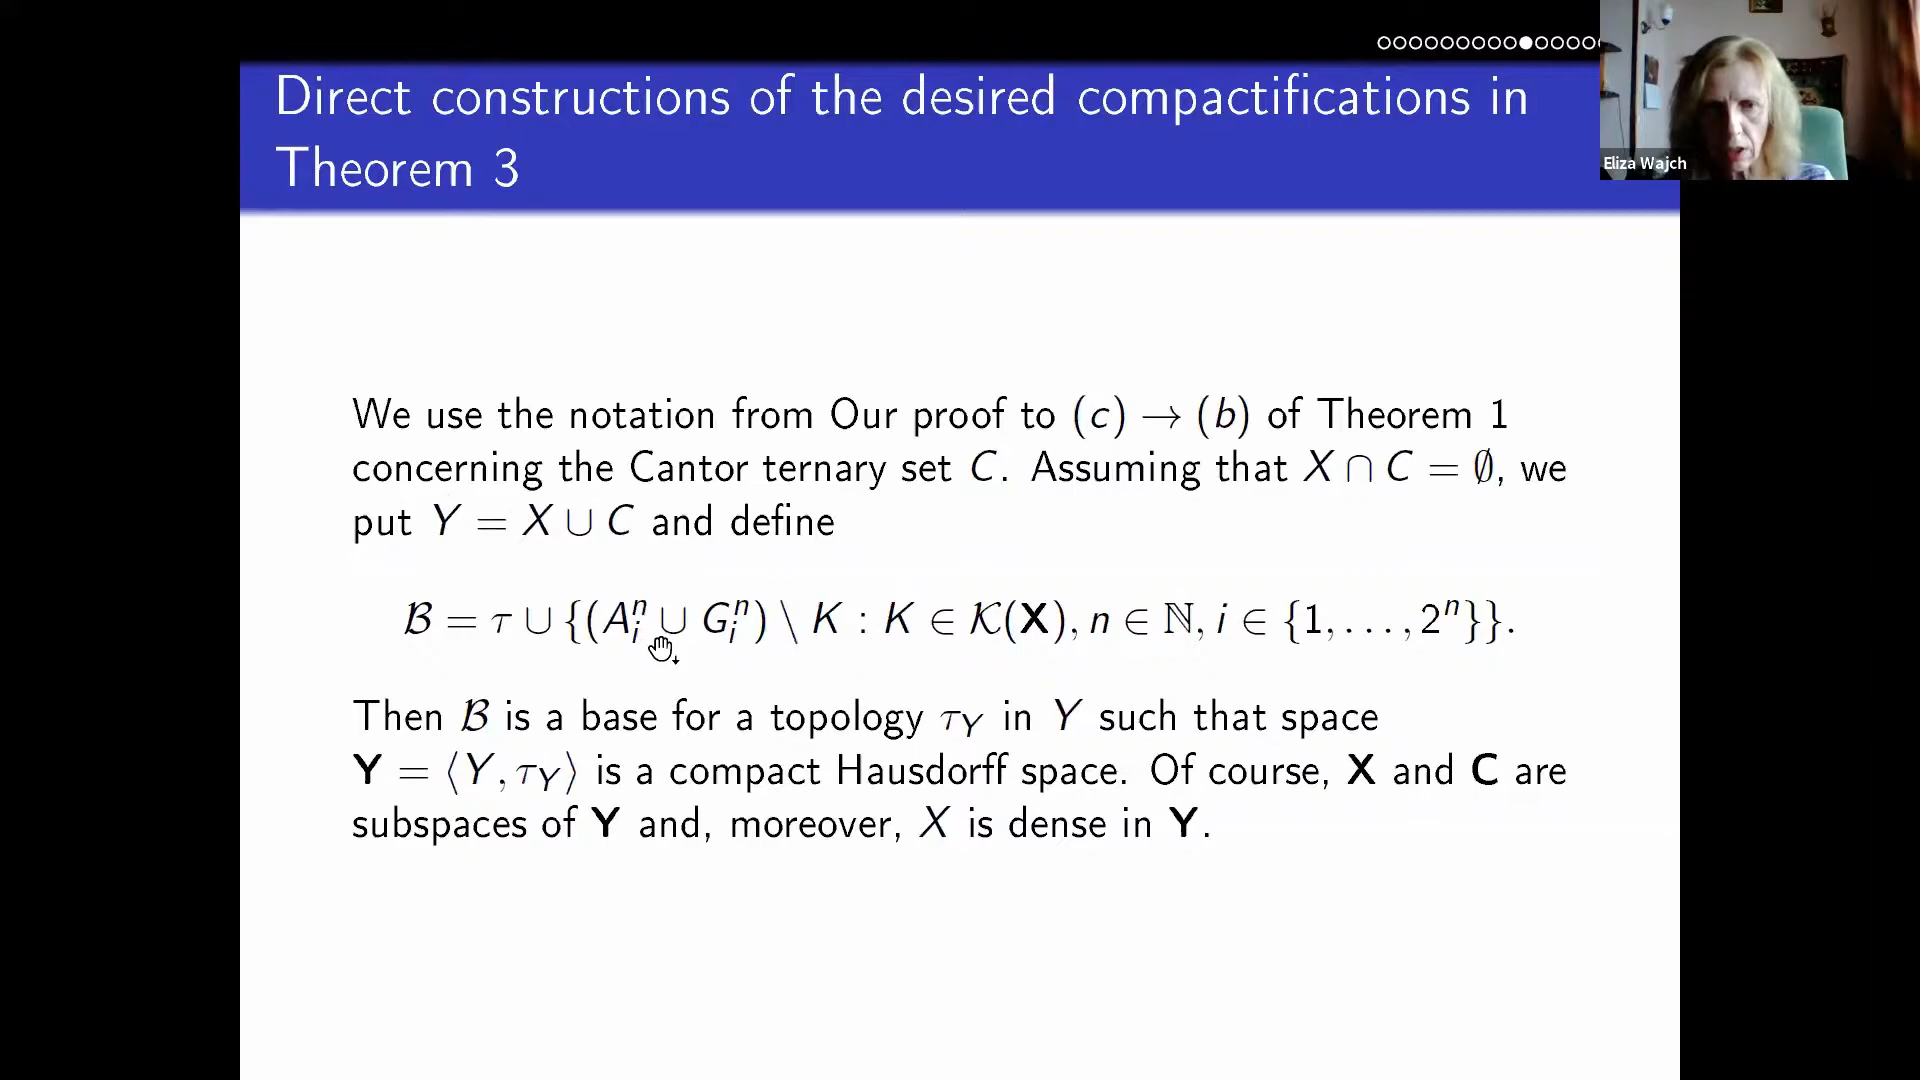 Direct constructions of the desired compactifications in
Theorem 3
Eliza Wajch
We use the notation from Our proof to (c) → (b) of Theorem 1
concerning the Cantor ternary set C. Assuming that X ∩ C = ∅, we
put Y = X ∪ C and define
ℬ = τ ∪ {(Aᵢⁿ ∪ Gᵢⁿ) \ K : K ∈ 𝒦(𝐗), n ∈ ℕ, i ∈ {1, . . . , 2ⁿ}}.
Then ℬ is a base for a topology τ_Y in Y such that space
𝐘 = ⟨Y, τ_Y⟩ is a compact Hausdorff space. Of course, 𝐗 and 𝐂 are
subspaces of 𝐘 and, moreover, X is dense in 𝐘.